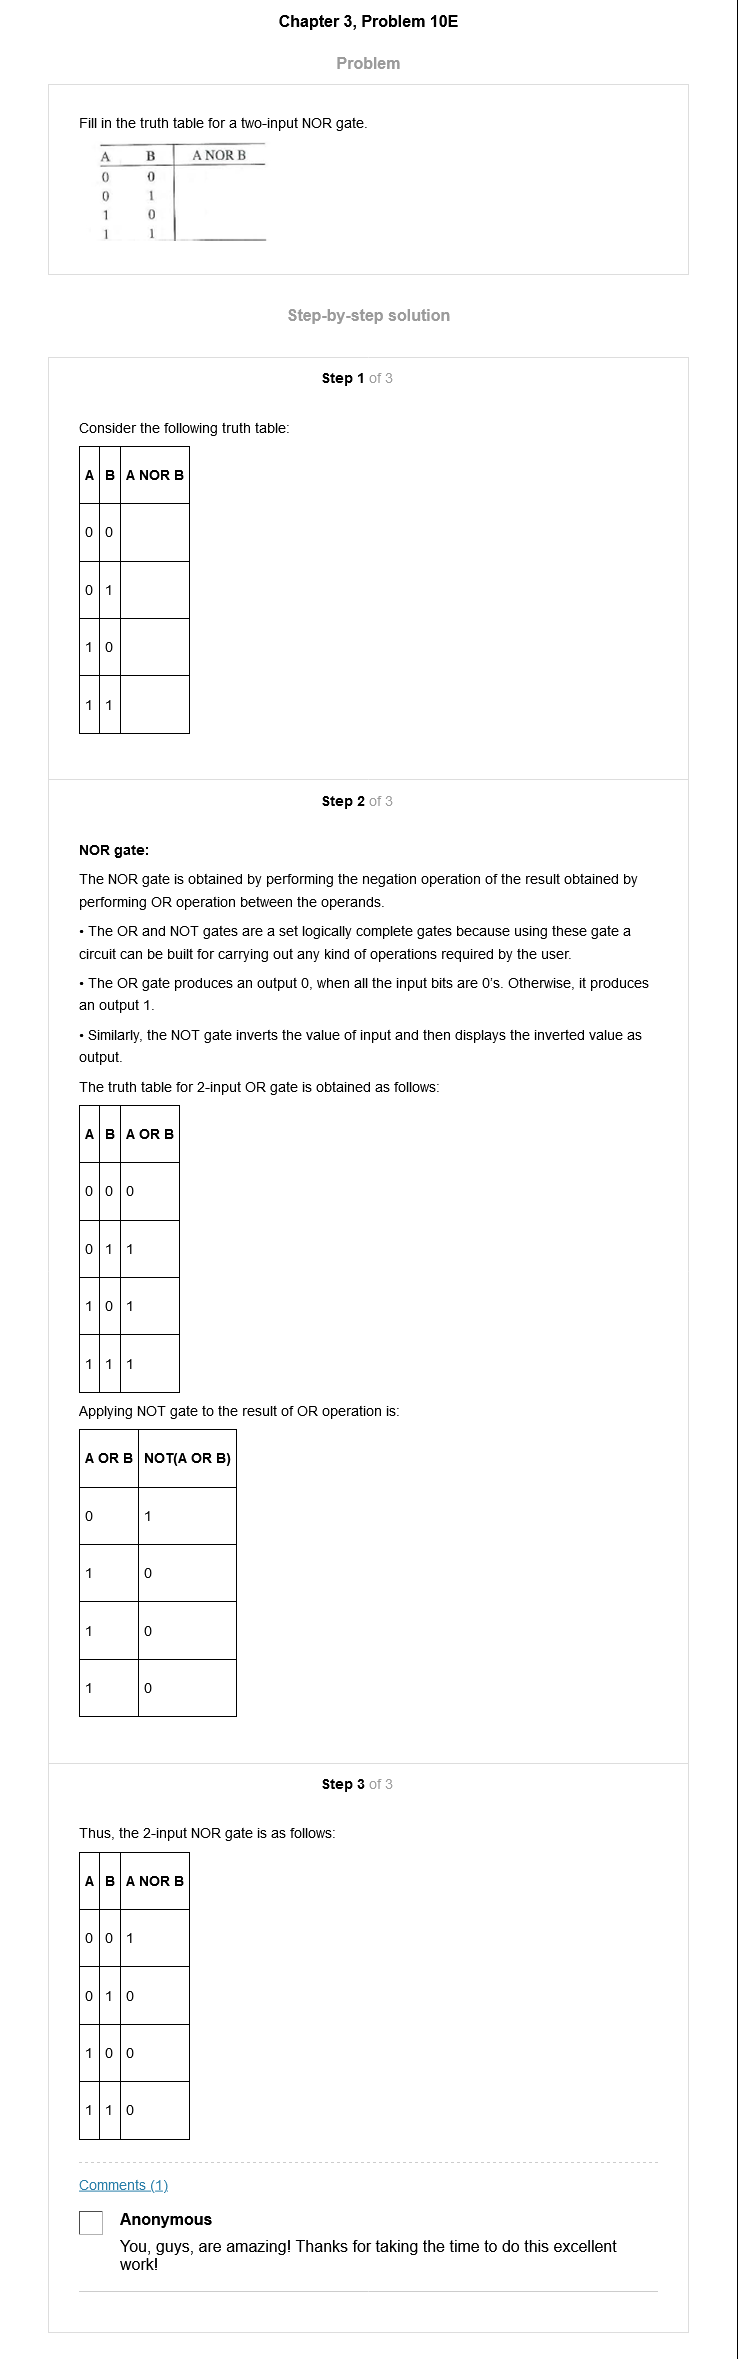 Chapter 3, Problem 10E
Problem
Fill in the truth table for a two-input NOR gate.
A B A NOR B
0 0
0 1
1 0
1 1
Step-by-step solution
Step 1 of 3
Consider the following truth table:
A B A NOR B
0 0
0 1
1 0
1 1
Step 2 of 3
NOR gate:
The NOR gate is obtained by performing the negation operation of the result obtained by
performing OR operation between the operands.
• The OR and NOT gates are a set logically complete gates because using these gate a
circuit can be built for carrying out any kind of operations required by the user.
• The OR gate produces an output 0, when all the input bits are 0’s. Otherwise, it produces
an output 1.
• Similarly, the NOT gate inverts the value of input and then displays the inverted value as
output.
The truth table for 2-input OR gate is obtained as follows:
A B A OR B
0 0 0
0 1 1
1 0 1
1 1 1
Applying NOT gate to the result of OR operation is:
A OR B NOT(A OR B)
0 1
1 0
1 0
1 0
Step 3 of 3
Thus, the 2-input NOR gate is as follows:
A B A NOR B
0 0 1
0 1 0
1 0 0
1 1 0
Comments (1)
Anonymous
You, guys, are amazing! Thanks for taking the time to do this excellent
work!